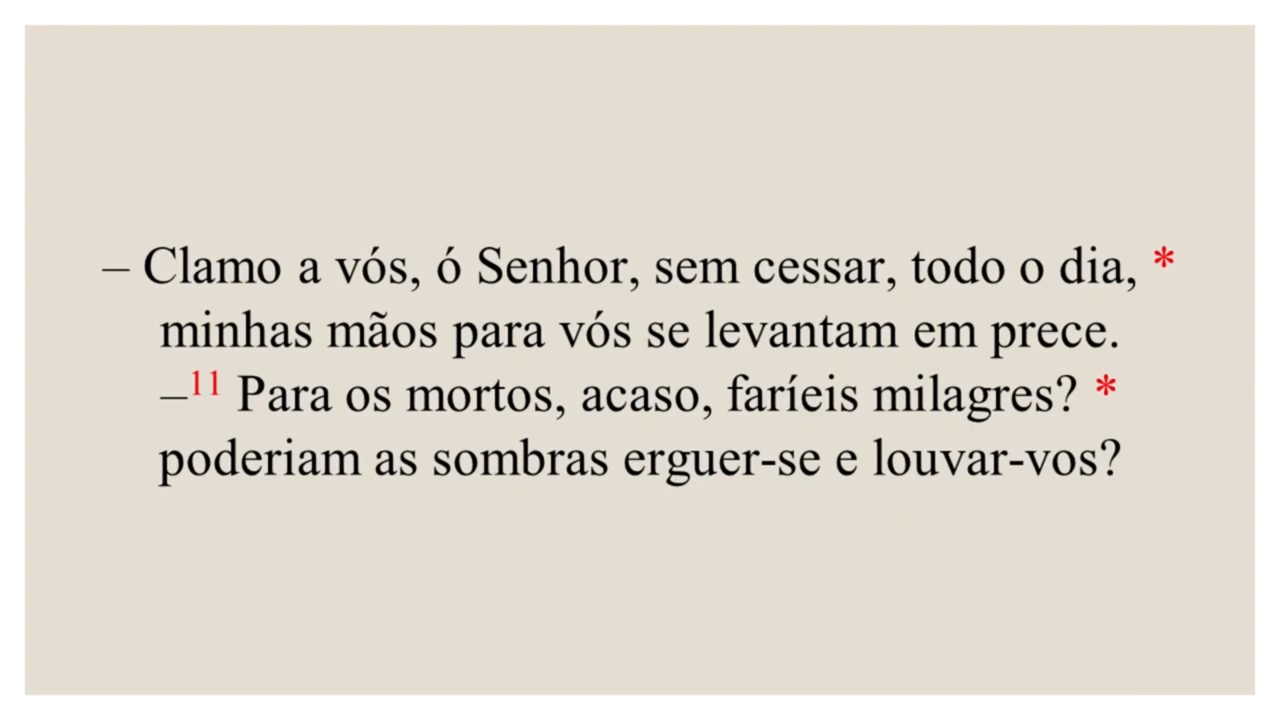 – Clamo a vós, ó Senhor, sem cessar, todo o dia, *
minhas mãos para vós se levantam em prece.
–¹¹ Para os mortos, acaso, faríeis milagres? *
poderiam as sombras erguer-se e louvar-vos?